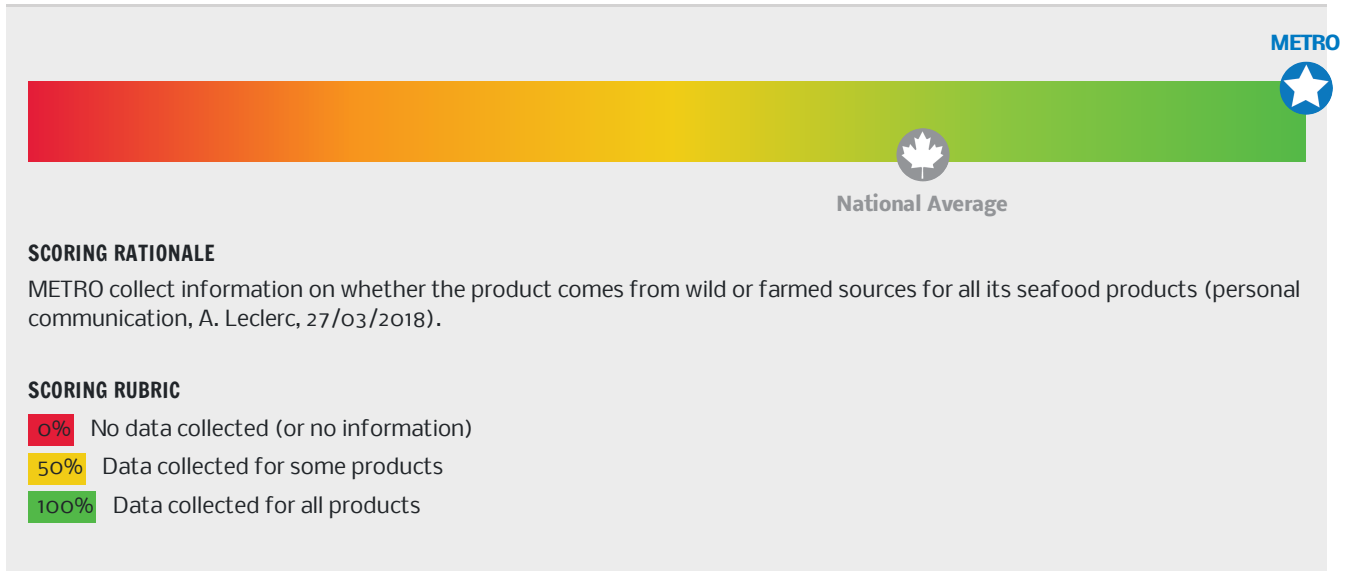 METRO
National Average
SCORING RATIONALE
METRO collect information on whether the product comes from wild or farmed sources for all its seafood products (personal
communication, A. Leclerc, 27/03/2018).
SCORING RUBRIC
0% No data collected (or no information)
50% Data collected for some products
100% Data collected for all products